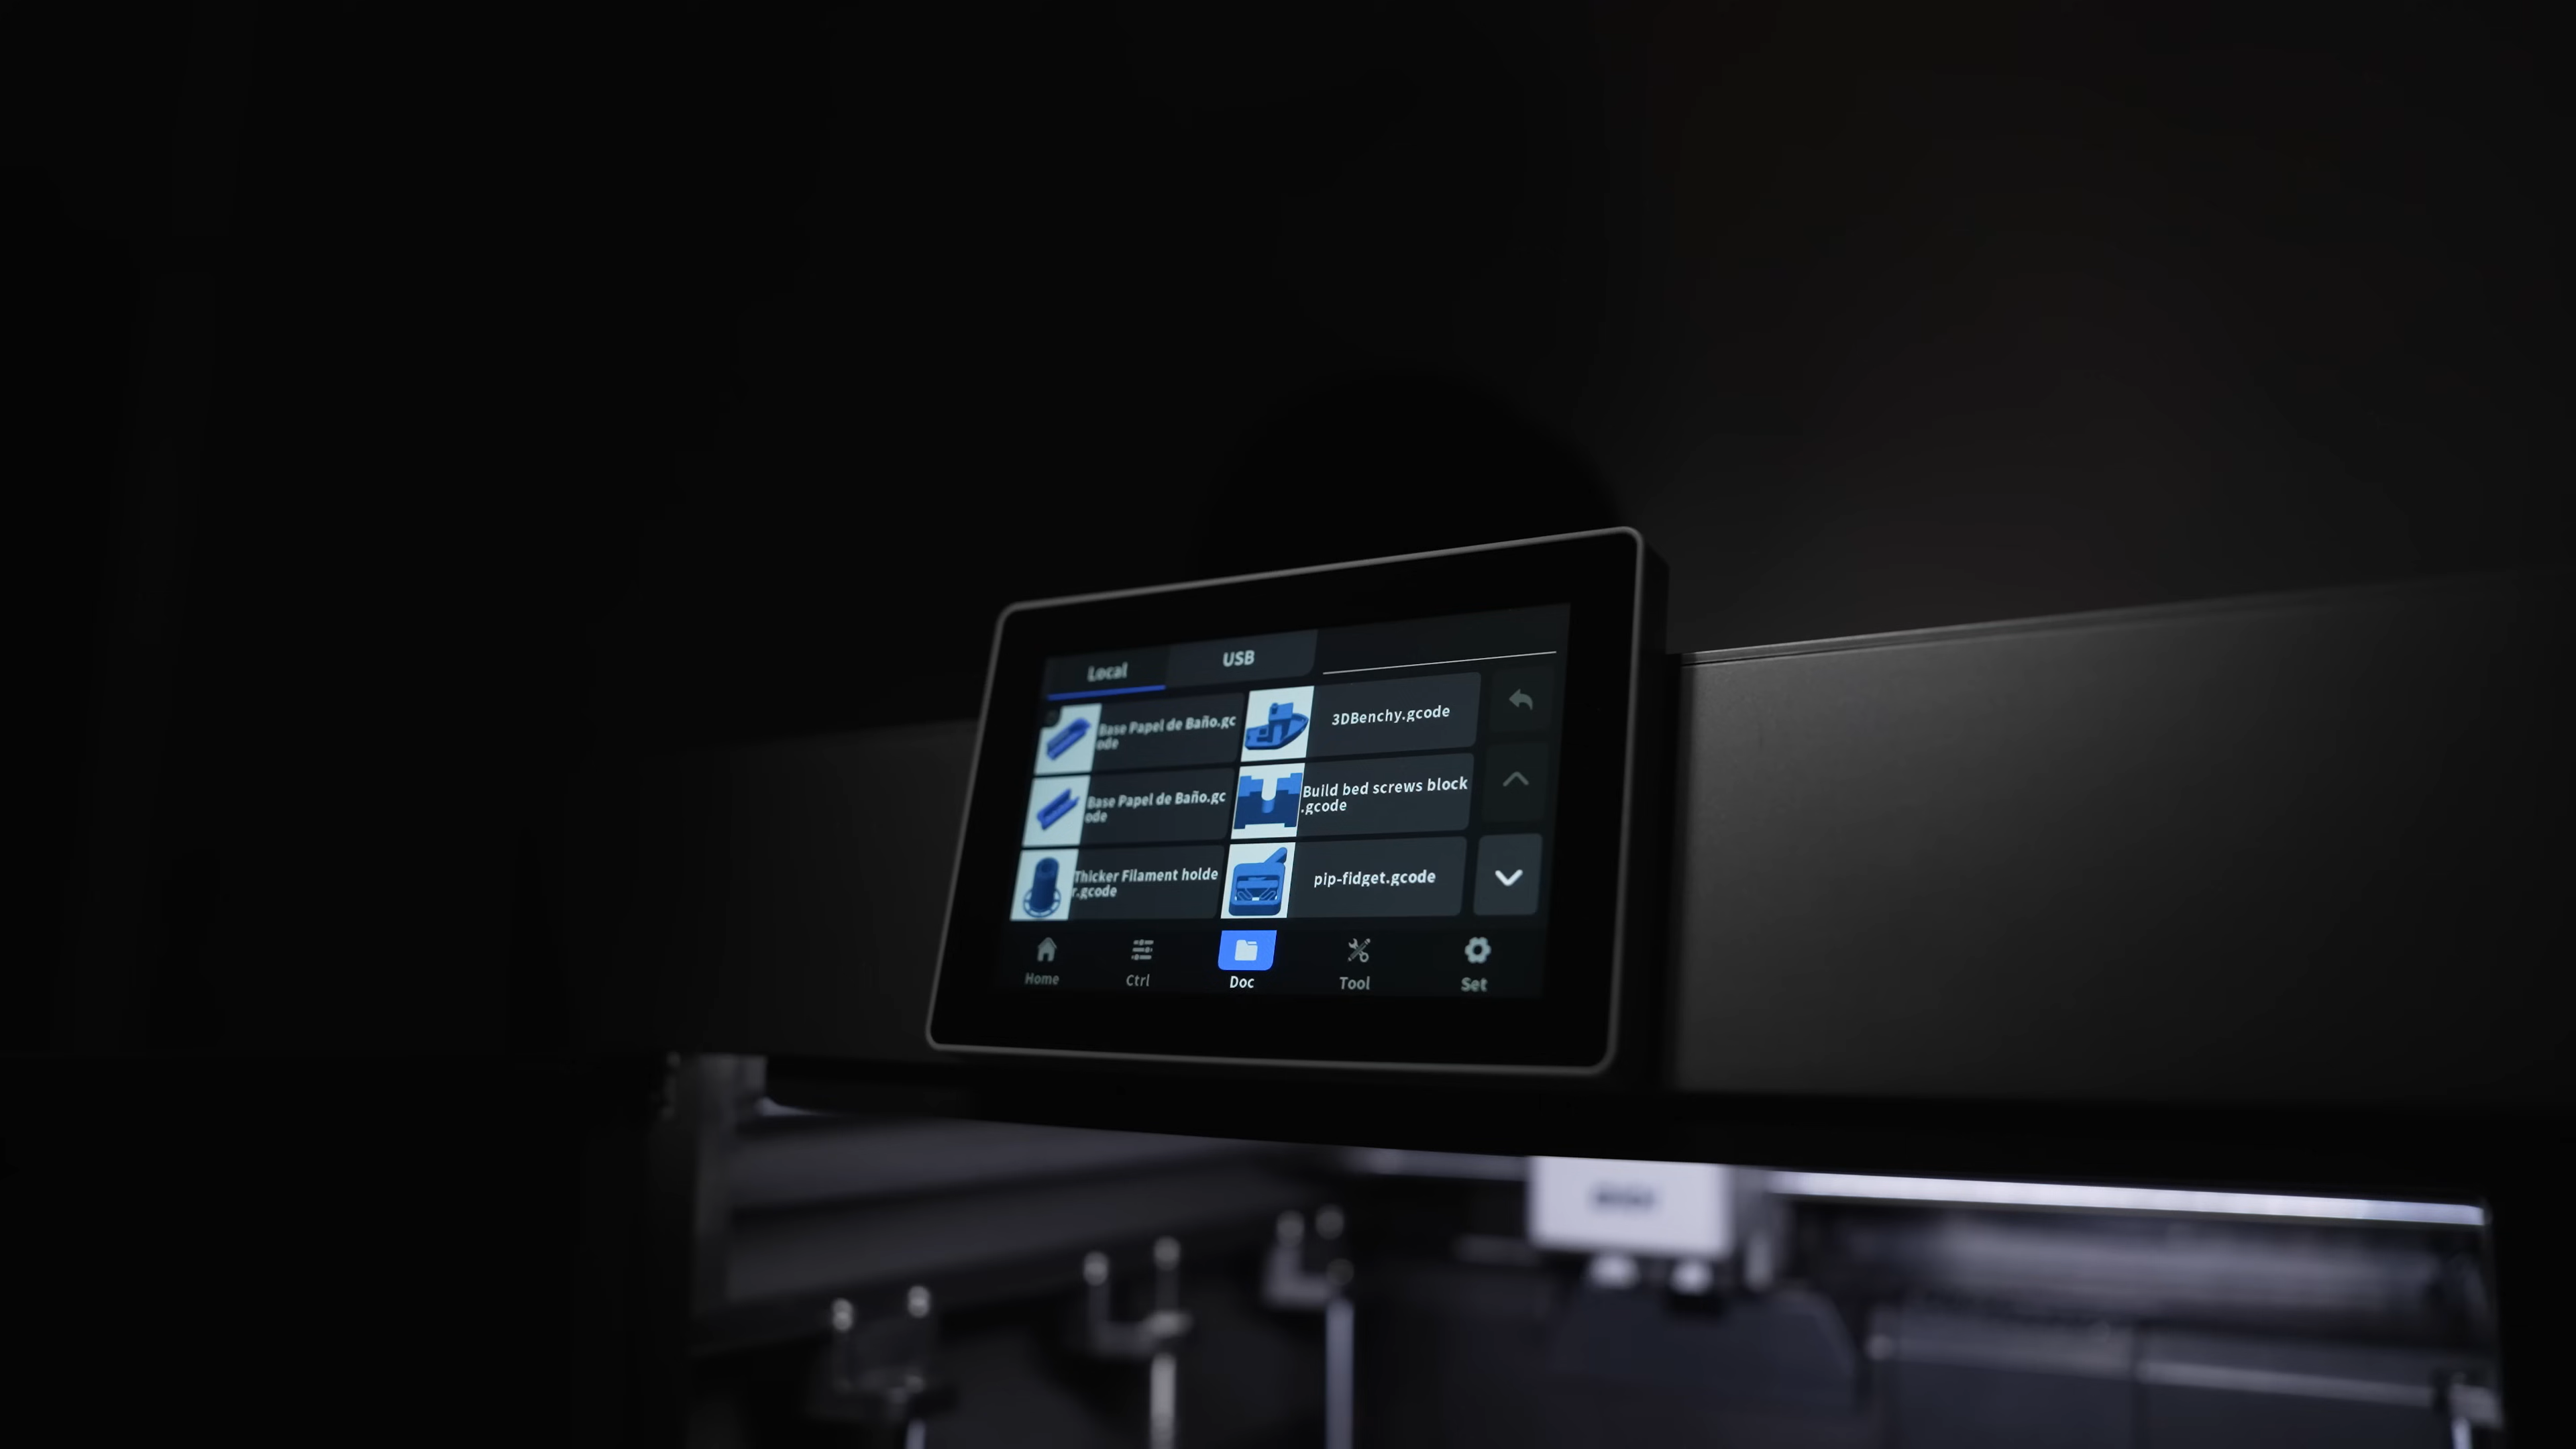 Local
USB
Base Papel de Baño.gc
ode
3DBenchy.gcode
Base Papel de Baño.gc
ode
Build bed screws block
.gcode
Thicker Filament holde
r.gcode
pip-fidget.gcode
Home
Ctrl
Doc
Tool
Set